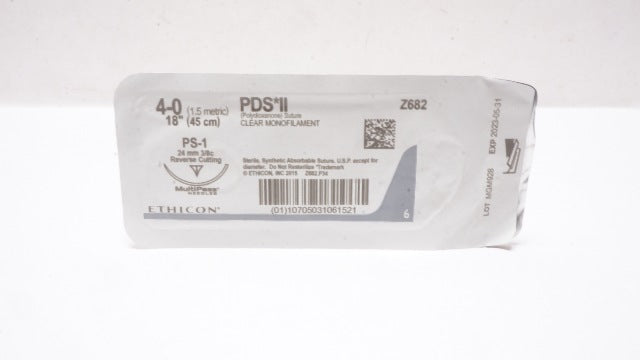 4-0 (1.5 metric)
18" (45 cm)
PS-1
24 mm 3/8c
Reverse Cutting
MultiPass*
NEEDLES
ETHICON*
PDS*II
(Polydioxanone) Suture
CLEAR MONOFILAMENT
Z682
Sterile, Synthetic Absorbable Suture, U.S.P. except for
diameter. Do Not Resterilize *Trademark
© ETHICON, INC 2015 Z682.P34
(01)10705031061521
6
EXP 2023-05-31
LOT MGM928